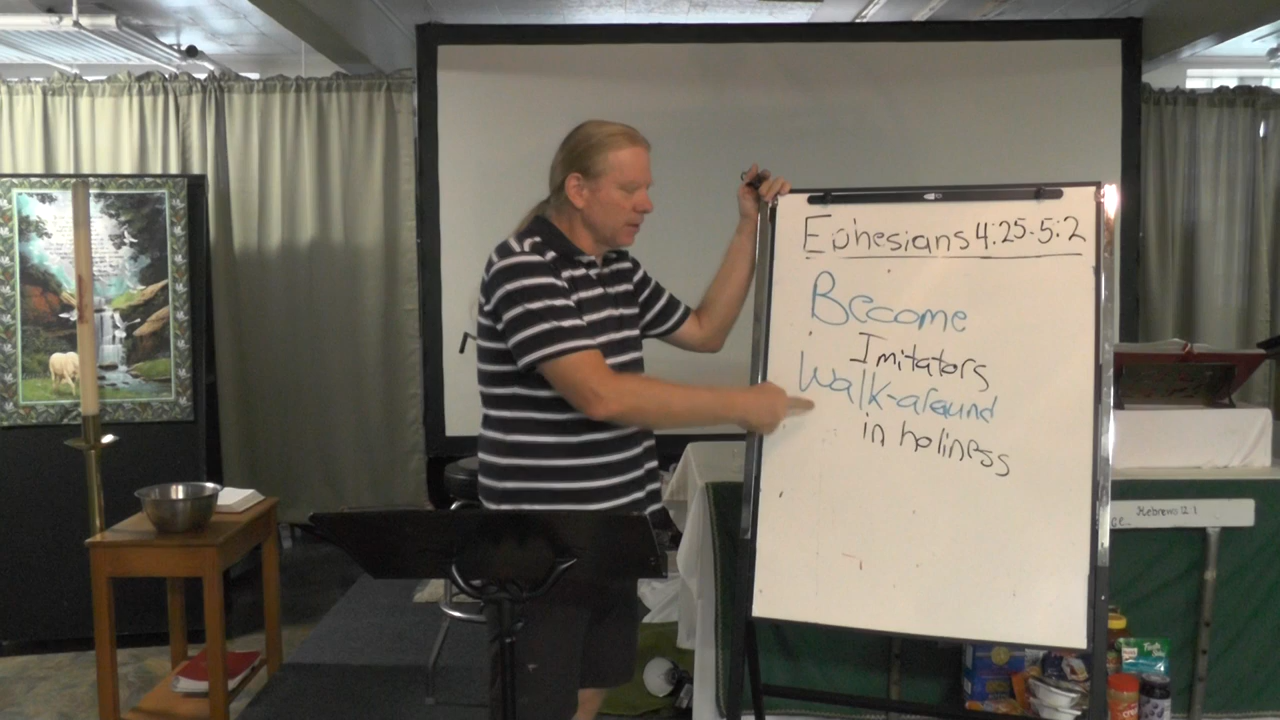 Ephesians 4:25-5:2
Become
Imitators
Walk-around
in holiness
Hebrews 12:1